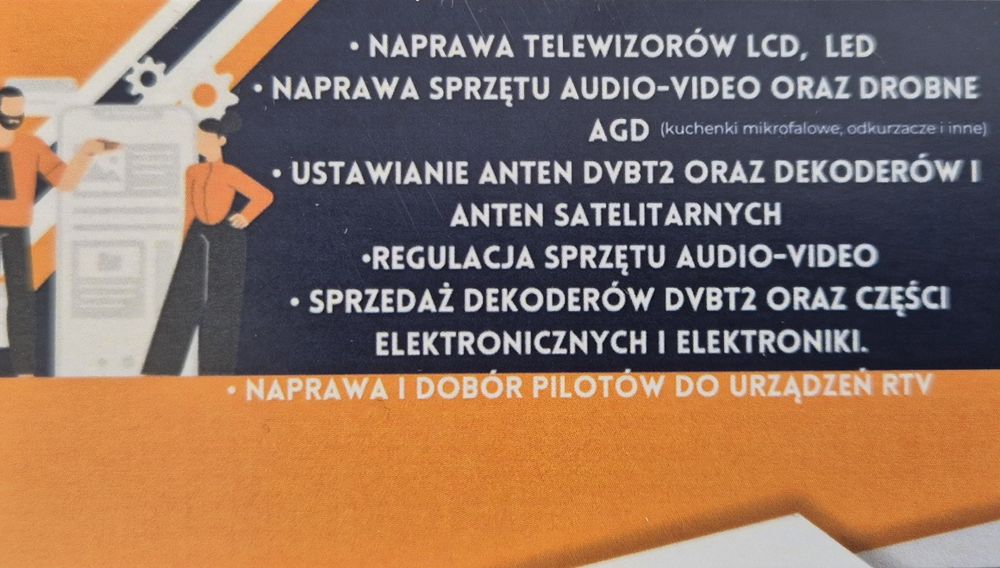 • NAPRAWA TELEWIZORÓW LCD, LED
• NAPRAWA SPRZĘTU AUDIO-VIDEO ORAZ DROBNE
AGD (kuchenki mikrofalowe, odkurzacze i inne)
• USTAWIANIE ANTEN DVBT2 ORAZ DEKODERÓW I
ANTEN SATELITARNYCH
•REGULACJA SPRZĘTU AUDIO-VIDEO
• SPRZEDAŻ DEKODERÓW DVBT2 ORAZ CZĘŚCI
ELEKTRONICZNYCH I ELEKTRONIKI.
• NAPRAWA I DOBÓR PILOTÓW DO URZĄDZEŃ RTV